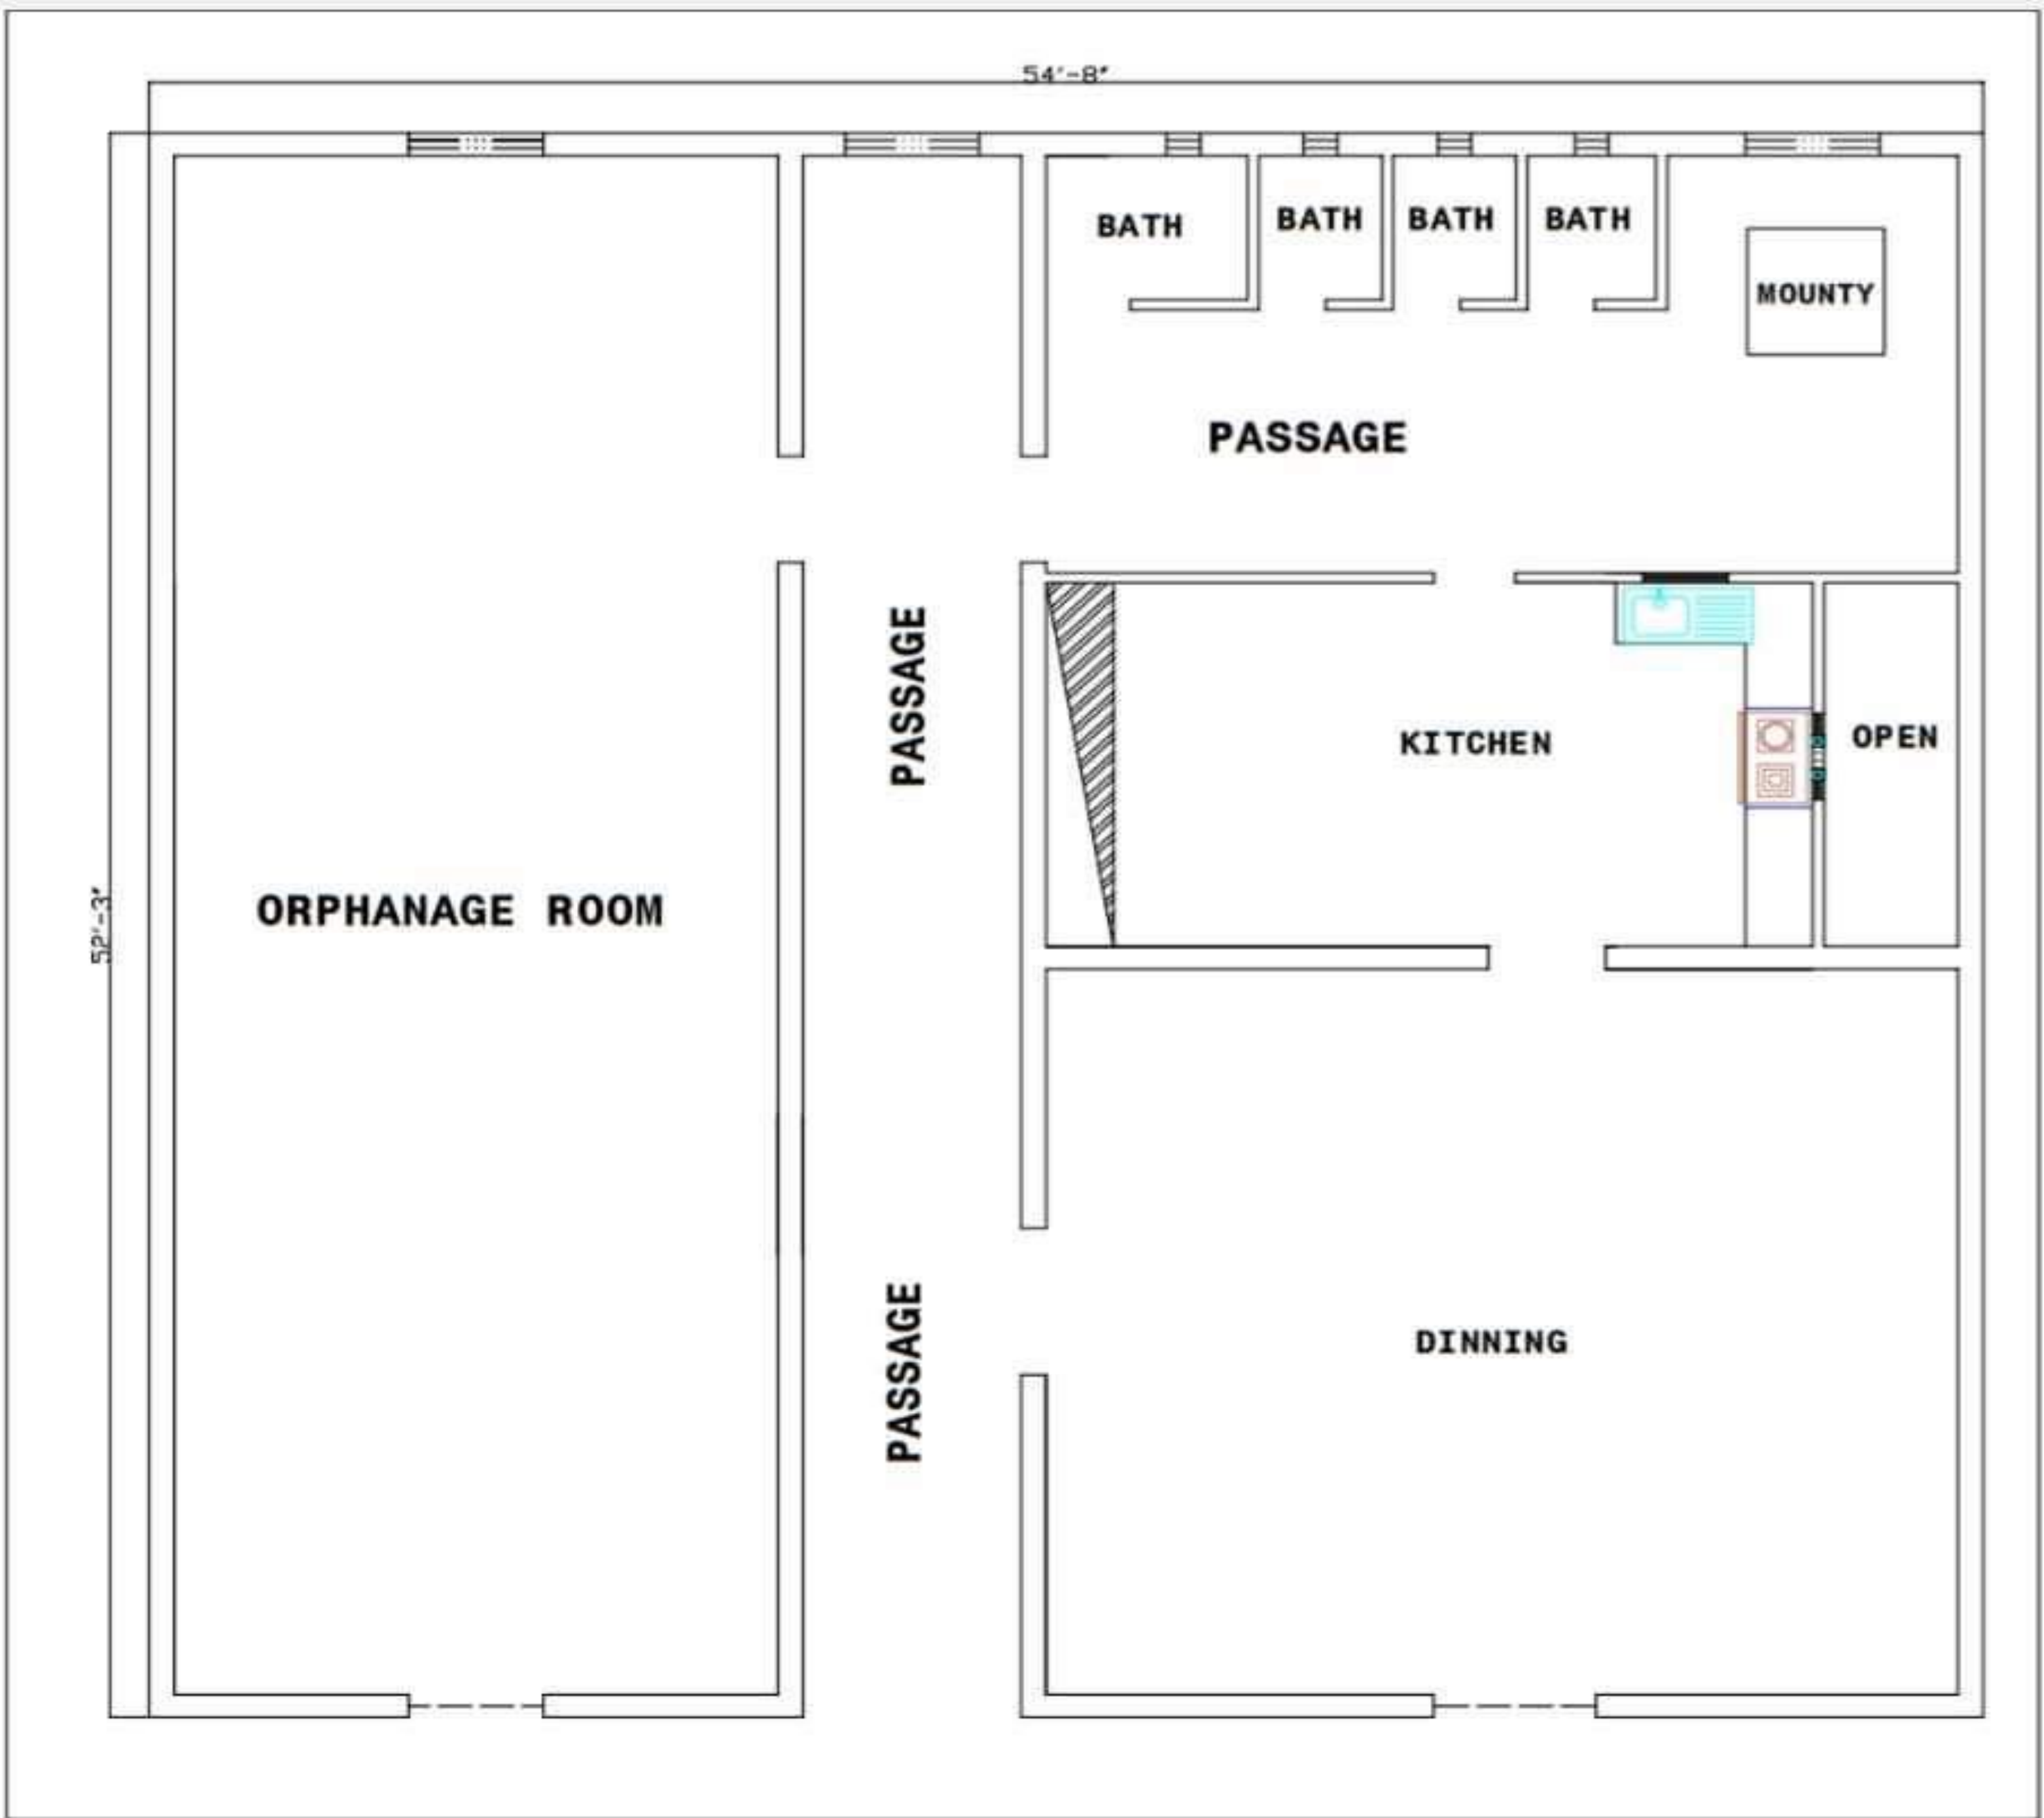 54'-8"
BATH
BATH
BATH
BATH
MOUNTY
PASSAGE
PASSAGE
KITCHEN
OPEN
ORPHANAGE ROOM
52'-3"
PASSAGE
DINNING